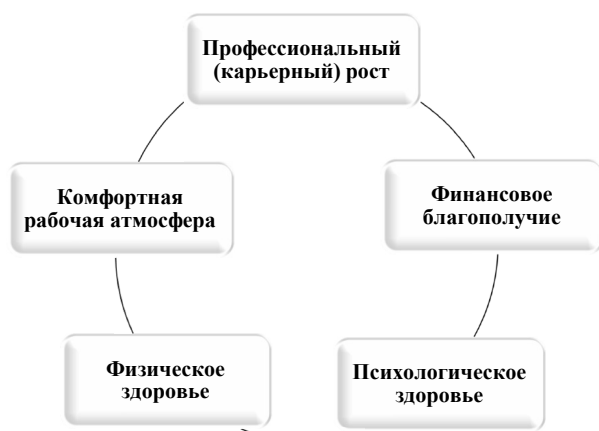 Профессиональный
(карьерный) рост
Комфортная
рабочая атмосфера
Финансовое
благополучие
Физическое
здоровье
Психологическое
здоровье